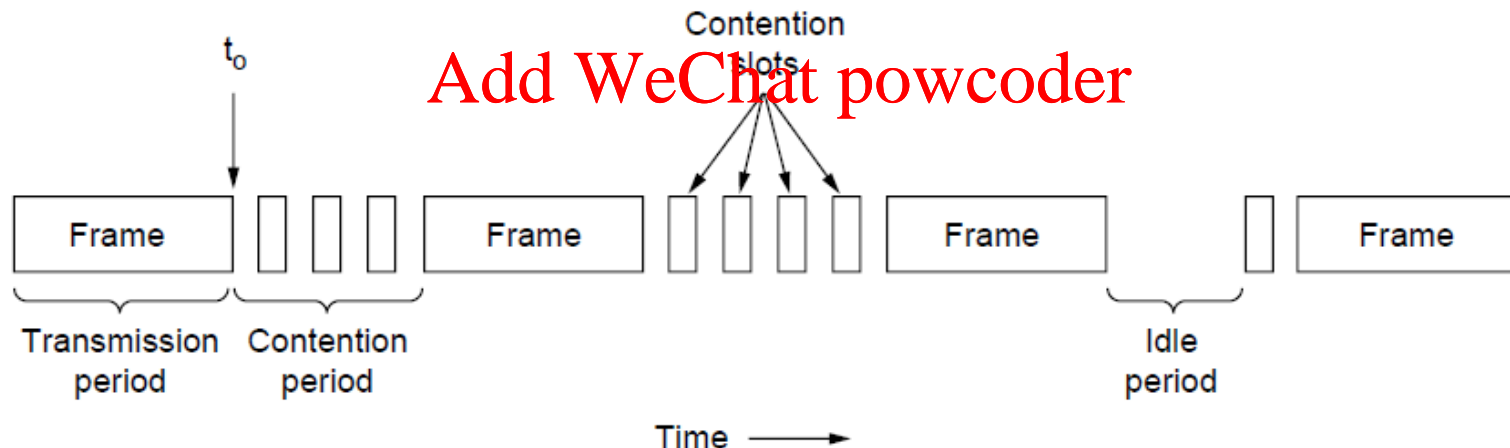 Contention
slots
t0
Add WeChat powcoder
Frame
Frame
Frame
Frame
Transmission
period
Contention
period
Idle
period
Time